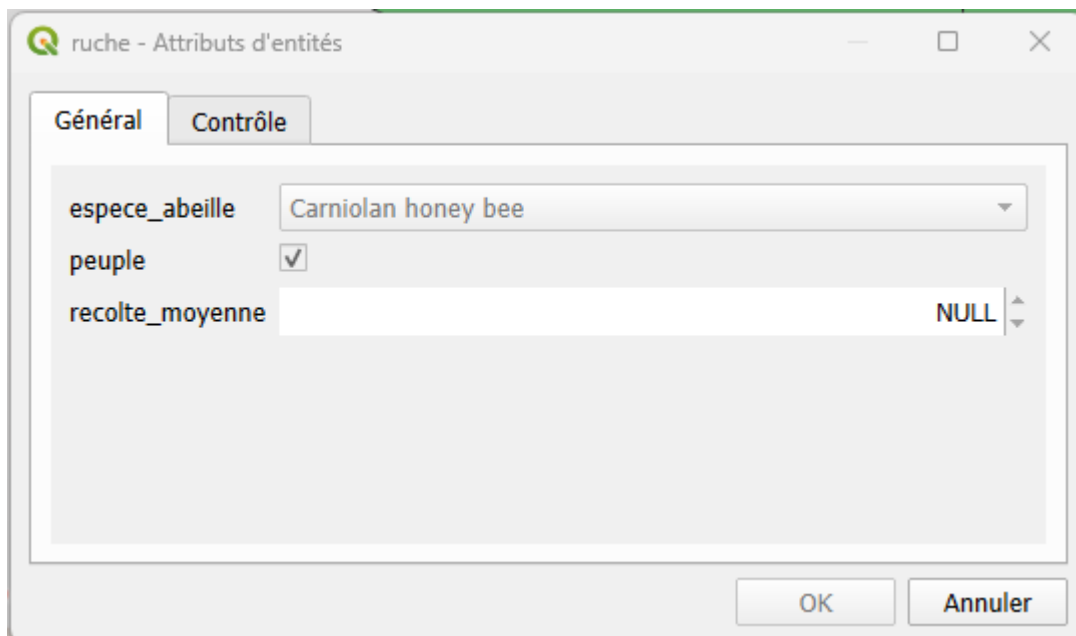 ruche - Attributs d'entités
Général Contrôle
espece_abeille Carniolan honey bee
peuple
recolte_moyenne NULL
OK Annuler